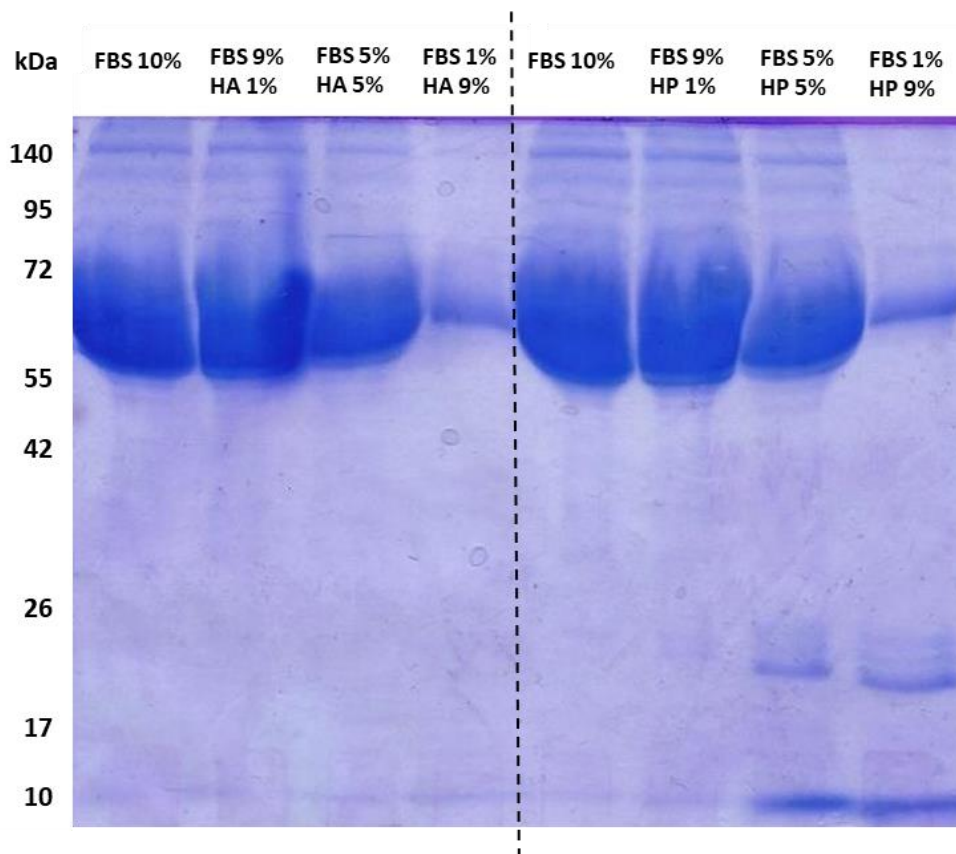 kDa
FBS 10%
FBS 9%
HA 1%
FBS 5%
HA 5%
FBS 1%
HA 9%
FBS 10%
FBS 9%
HP 1%
FBS 5%
HP 5%
FBS 1%
HP 9%
140
95
72
55
42
26
17
10